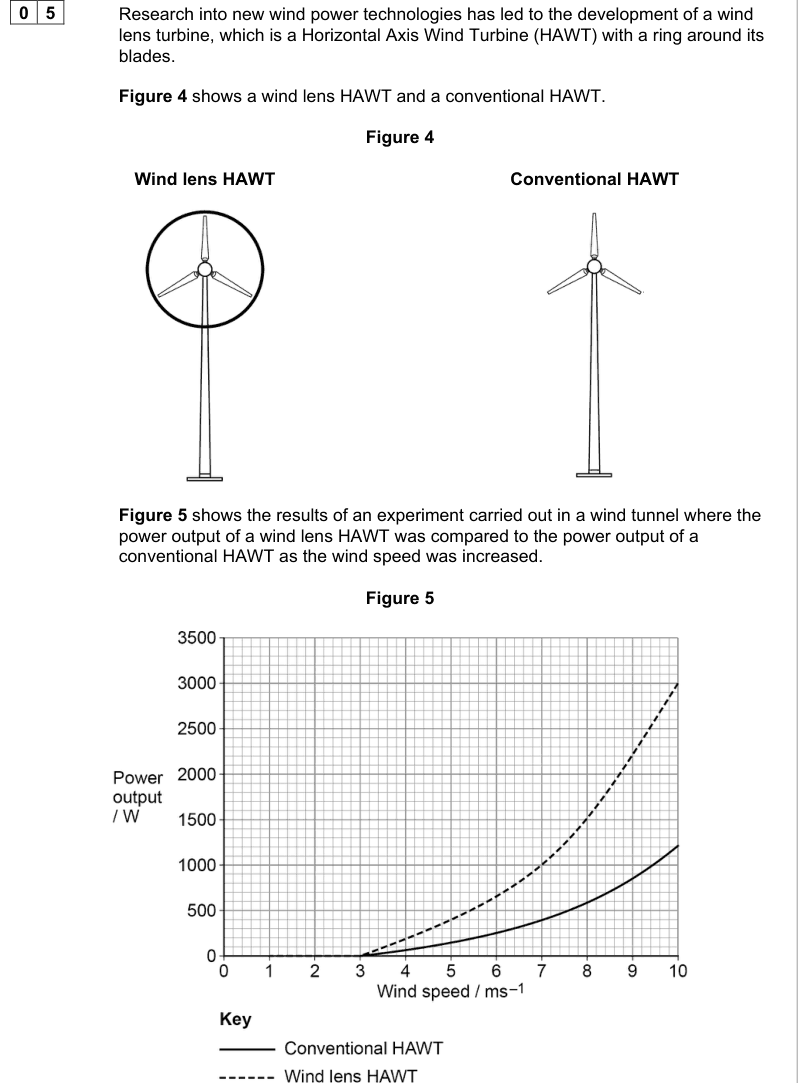 0 5
Research into new wind power technologies has led to the development of a wind
lens turbine, which is a Horizontal Axis Wind Turbine (HAWT) with a ring around its
blades.
Figure 4 shows a wind lens HAWT and a conventional HAWT.
Figure 4
Wind lens HAWT
Conventional HAWT
Figure 5 shows the results of an experiment carried out in a wind tunnel where the
power output of a wind lens HAWT was compared to the power output of a
conventional HAWT as the wind speed was increased.
Figure 5
3500
3000
2500
2000
1500
1000
500
0
Power
output
/ W
0 1 2 3 4 5 6 7 8 9 10
Wind speed / ms−1
Key
Conventional HAWT
Wind lens HAWT